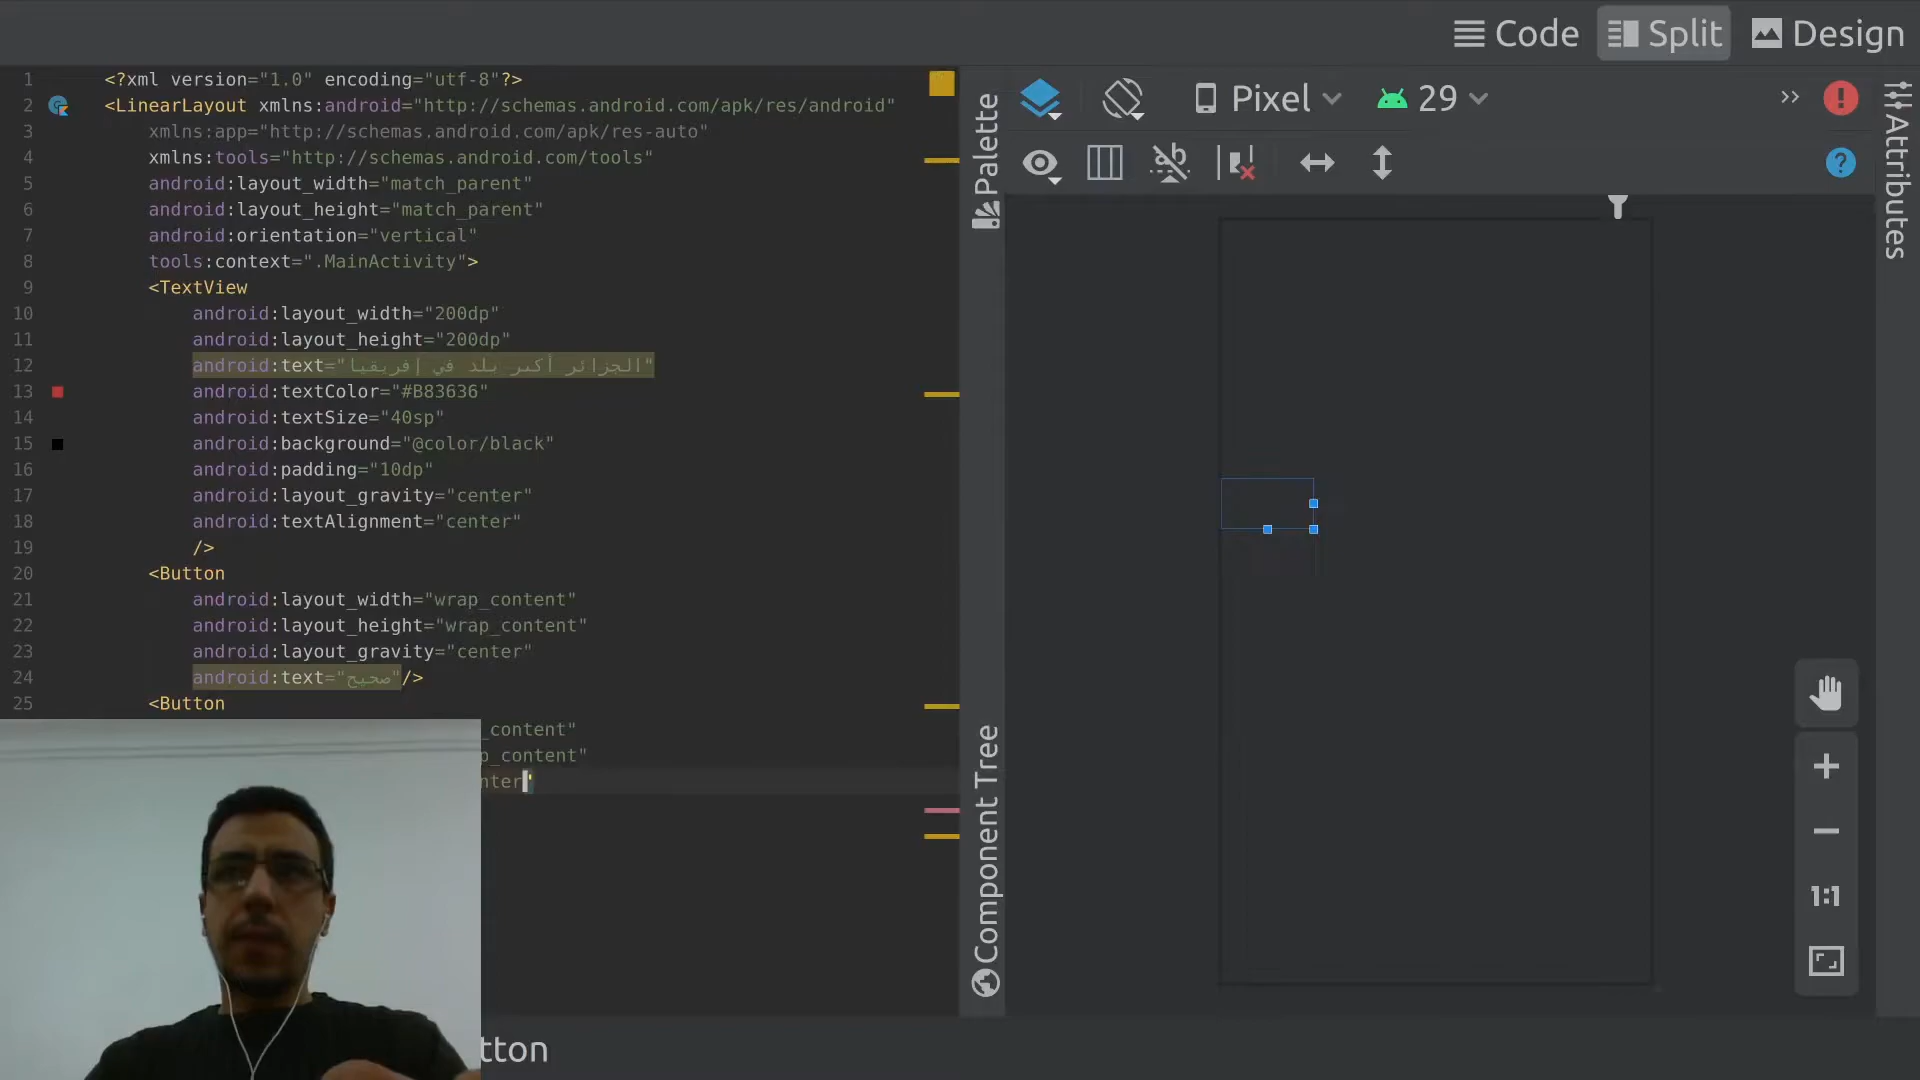 Code
Split
Design
1 <?xml version="1.0" encoding="utf-8"?>
2 <LinearLayout xmlns:android="http://schemas.android.com/apk/res/android"
3 xmlns:app="http://schemas.android.com/apk/res-auto"
4 xmlns:tools="http://schemas.android.com/tools"
5 android:layout_width="match_parent"
6 android:layout_height="match_parent"
7 android:orientation="vertical"
8 tools:context=".MainActivity">
9 <TextView
10 android:layout_width="200dp"
11 android:layout_height="200dp"
12 android:text="الجزائر أكبر بلد في إفريقيا"
13 android:textColor="#B83636"
14 android:textSize="40sp"
15 android:background="@color/black"
16 android:padding="10dp"
17 android:layout_gravity="center"
18 android:textAlignment="center"
19 />
20 <Button
21 android:layout_width="wrap_content"
22 android:layout_height="wrap_content"
23 android:layout_gravity="center"
24 android:text="صحيح"/>
25 <Button
_content"
p_content"
nter"
tton
Palette
Component Tree
Pixel
29
Attributes
1:1